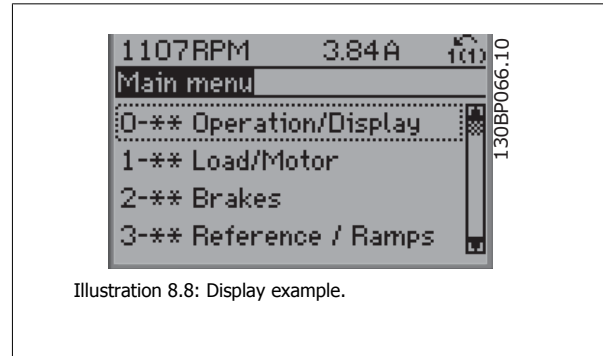 1107RPM 3.84A 1(1)
Main menu
0-** Operation/Display
1-** Load/Motor
2-** Brakes
3-** Reference / Ramps
130BP066.10
Illustration 8.8: Display example.